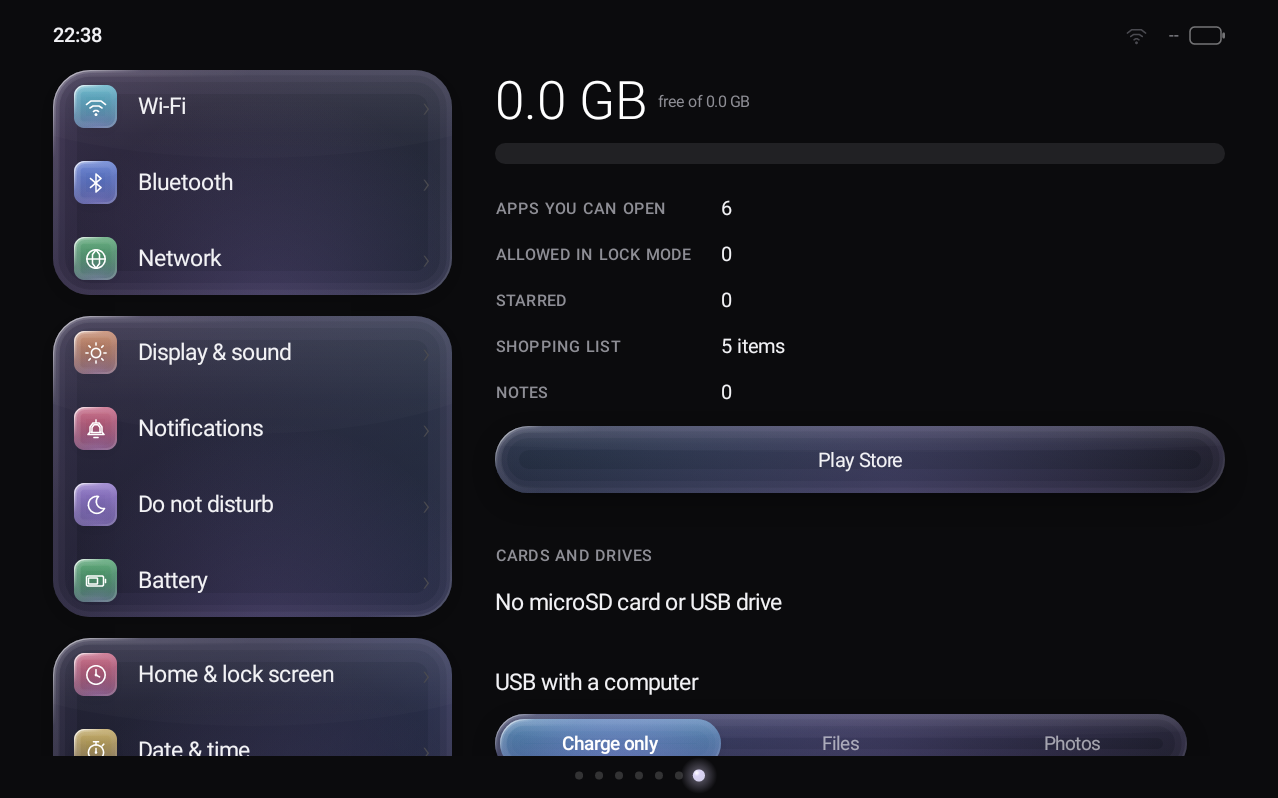 22:38
--
Wi-Fi
Bluetooth
Network
Display & sound
Notifications
Do not disturb
Battery
Home & lock screen
Date & time
0.0 GB free of 0.0 GB
APPS YOU CAN OPEN 6
ALLOWED IN LOCK MODE 0
STARRED 0
SHOPPING LIST 5 items
NOTES 0
Play Store
CARDS AND DRIVES
No microSD card or USB drive
USB with a computer
Charge only Files Photos